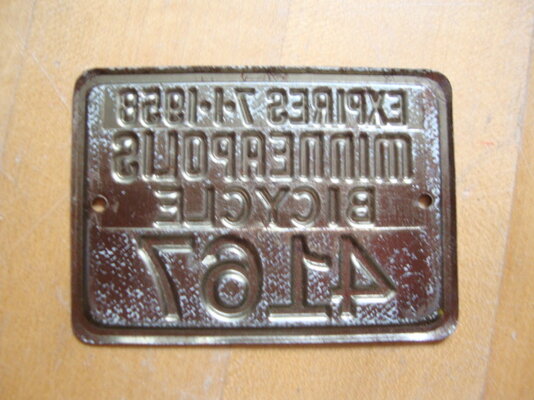 EXPIRES 7-1-1958
MINNEAPOLIS
BICYCLE
4167